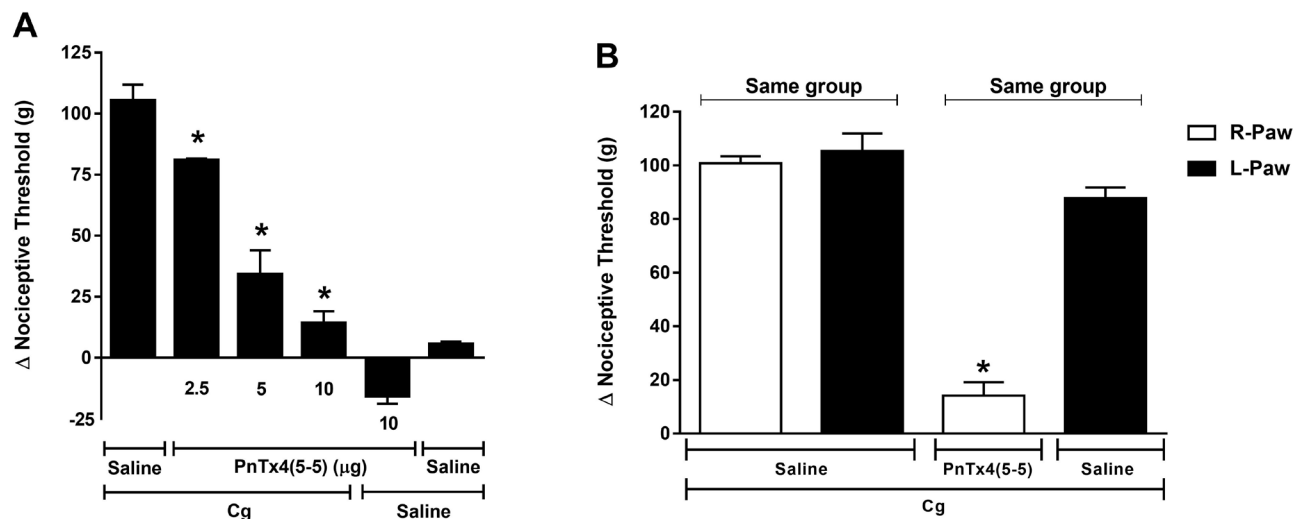 A
Δ Nociceptive Threshold (g)
125
100
75
50
25
0
-25
*
*
*
2.5
5
10
10
Saline
PnTx4(5-5) (µg)
Saline
Cg
Saline
B
Δ Nociceptive Threshold (g)
120
100
80
60
40
20
0
Same group
Same group
*
R-Paw
L-Paw
Saline
PnTx4(5-5)
Saline
Cg